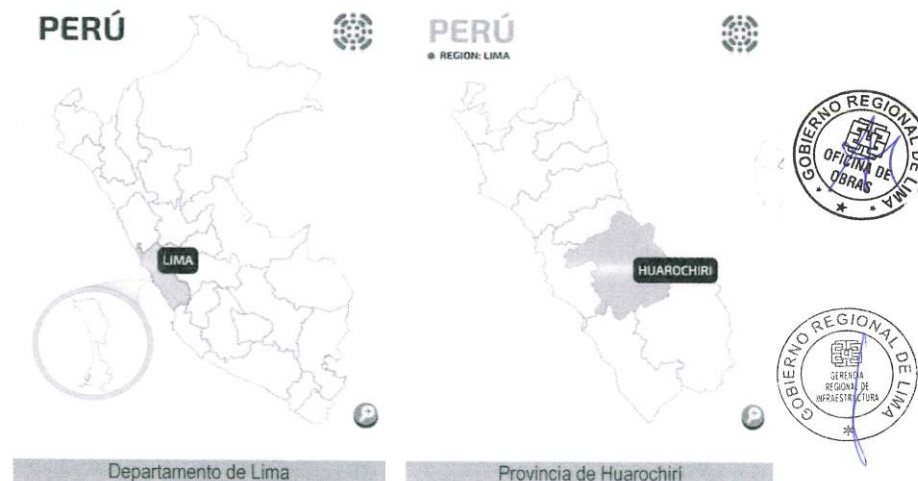 PERÚ
LIMA
Departamento de Lima
PERÚ
REGION: LIMA
HUAROCHIRI
Provincia de Huarochirí
GOBIERNO REGIONAL DE LIMA
OFICINA DE
OBRAS
GOBIERNO REGIONAL DE LIMA
GERENCIA
REGIONAL DE
INFRAESTRUCTURA